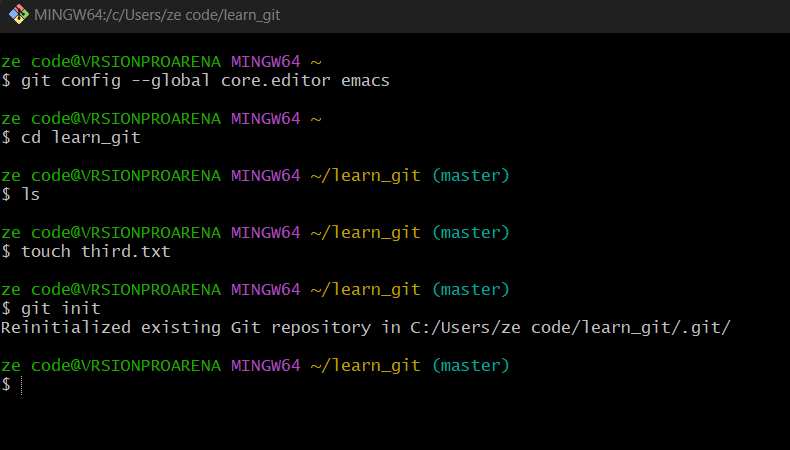 MINGW64:/c/Users/ze code/learn_git
ze code@VRSIONPROARENA MINGW64 ~
$ git config --global core.editor emacs
ze code@VRSIONPROARENA MINGW64 ~
$ cd learn_git
ze code@VRSIONPROARENA MINGW64 ~/learn_git (master)
$ ls
ze code@VRSIONPROARENA MINGW64 ~/learn_git (master)
$ touch third.txt
ze code@VRSIONPROARENA MINGW64 ~/learn_git (master)
$ git init
Reinitialized existing Git repository in C:/Users/ze code/learn_git/.git/
ze code@VRSIONPROARENA MINGW64 ~/learn_git (master)
$